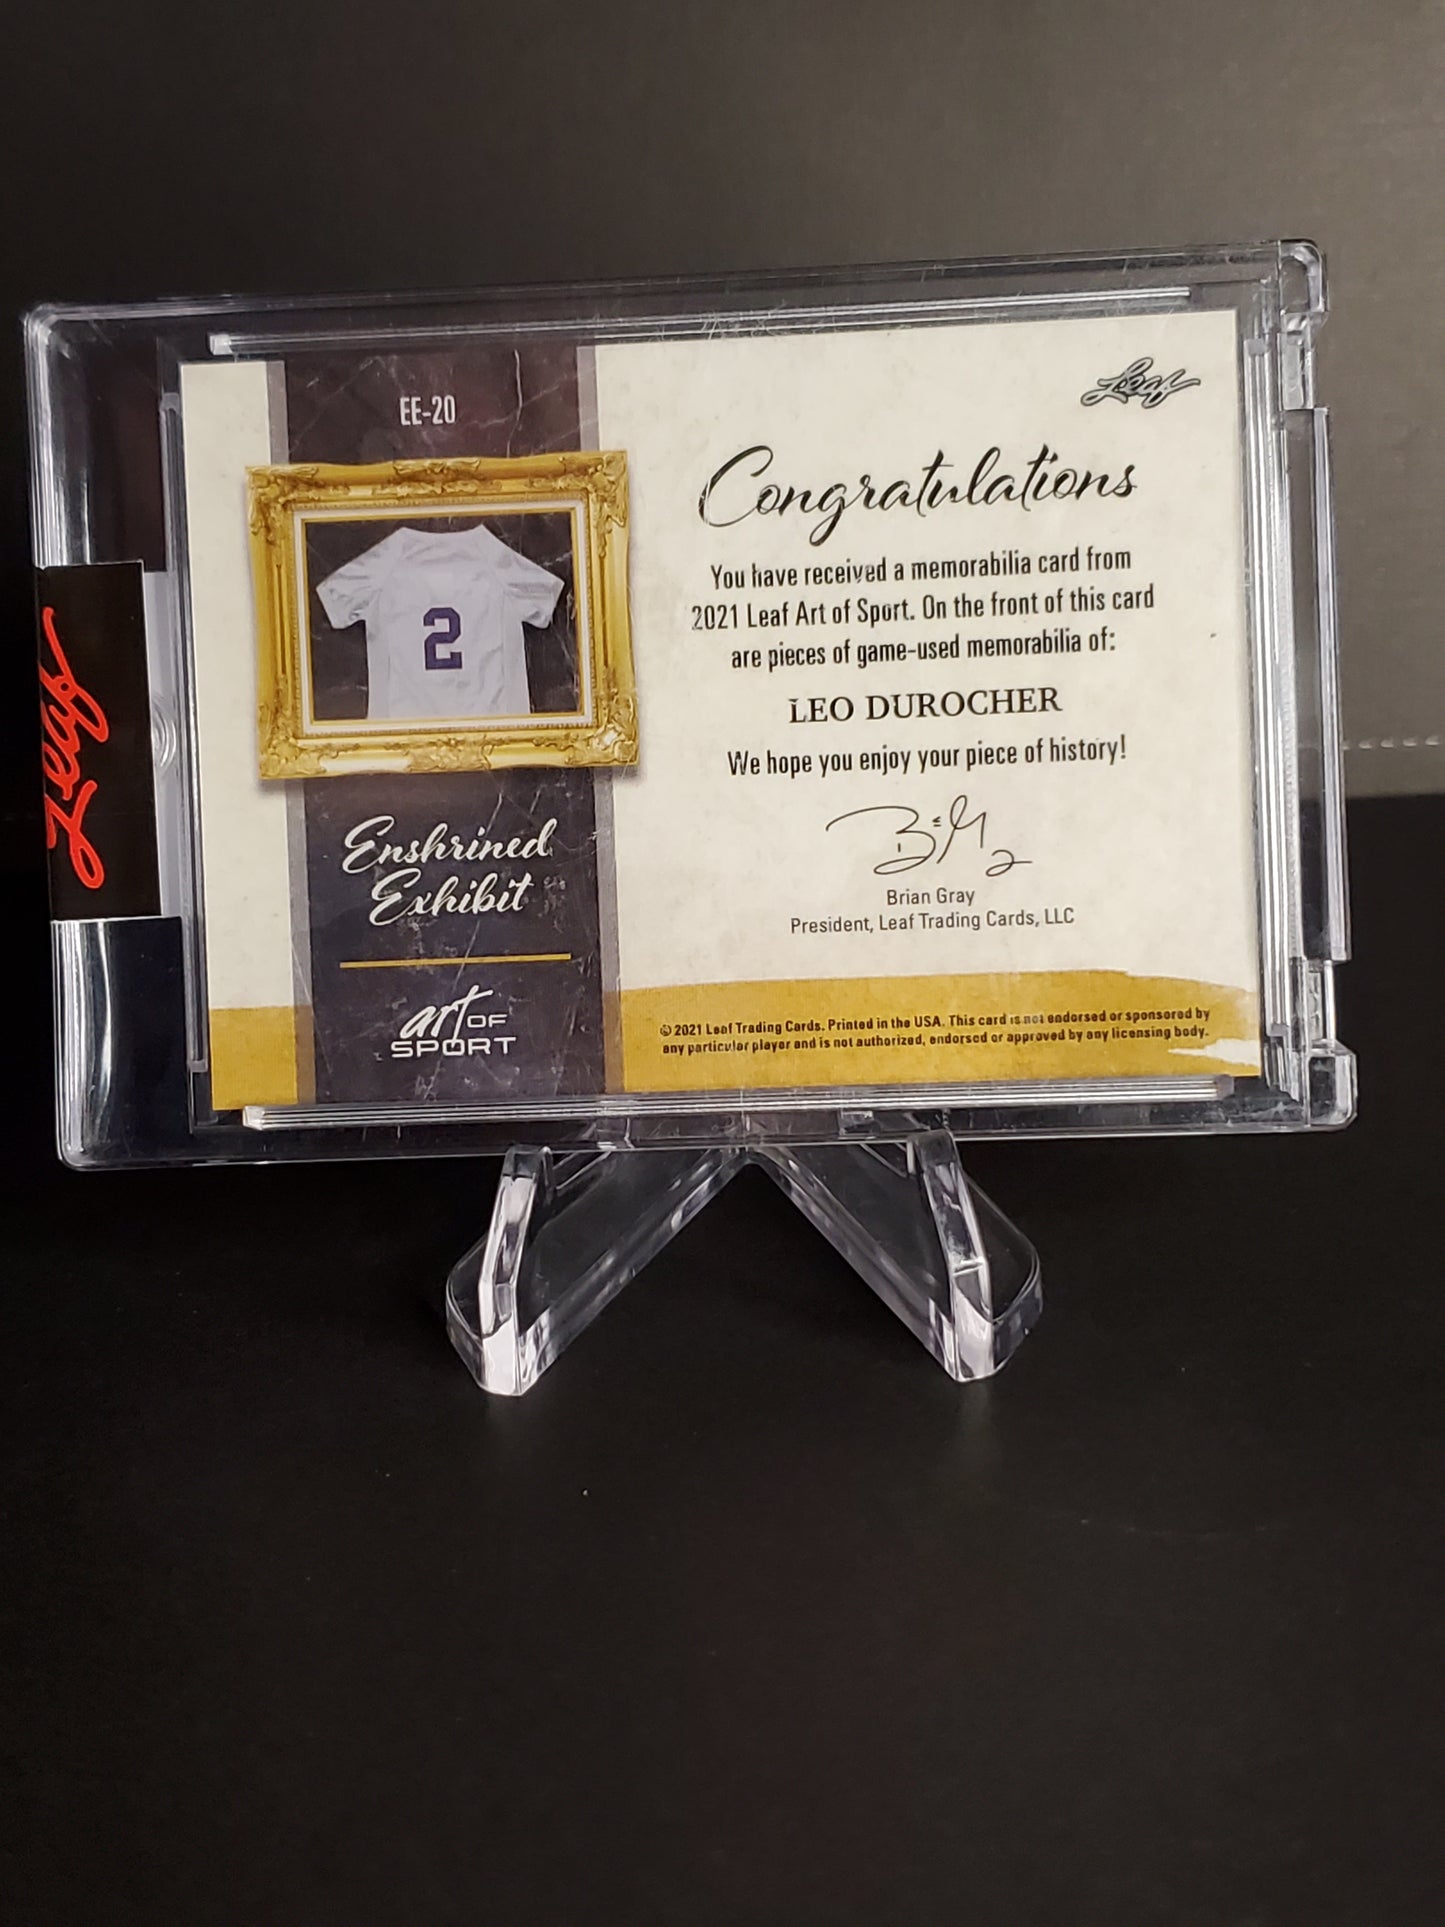 Leaf
EE-20
2
Enshrined
Exhibit
art OF
SPORT
Leaf
Congratulations
You have received a memorabilia card from
2021 Leaf Art of Sport. On the front of this card
are pieces of game-used memorabilia of:
LEO DUROCHER
We hope you enjoy your piece of history!
Brian Gray
President, Leaf Trading Cards, LLC
© 2021 Leaf Trading Cards. Printed in the USA. This card is not endorsed or sponsored by
any particular player and is not authorized, endorsed or approved by any licensing body.